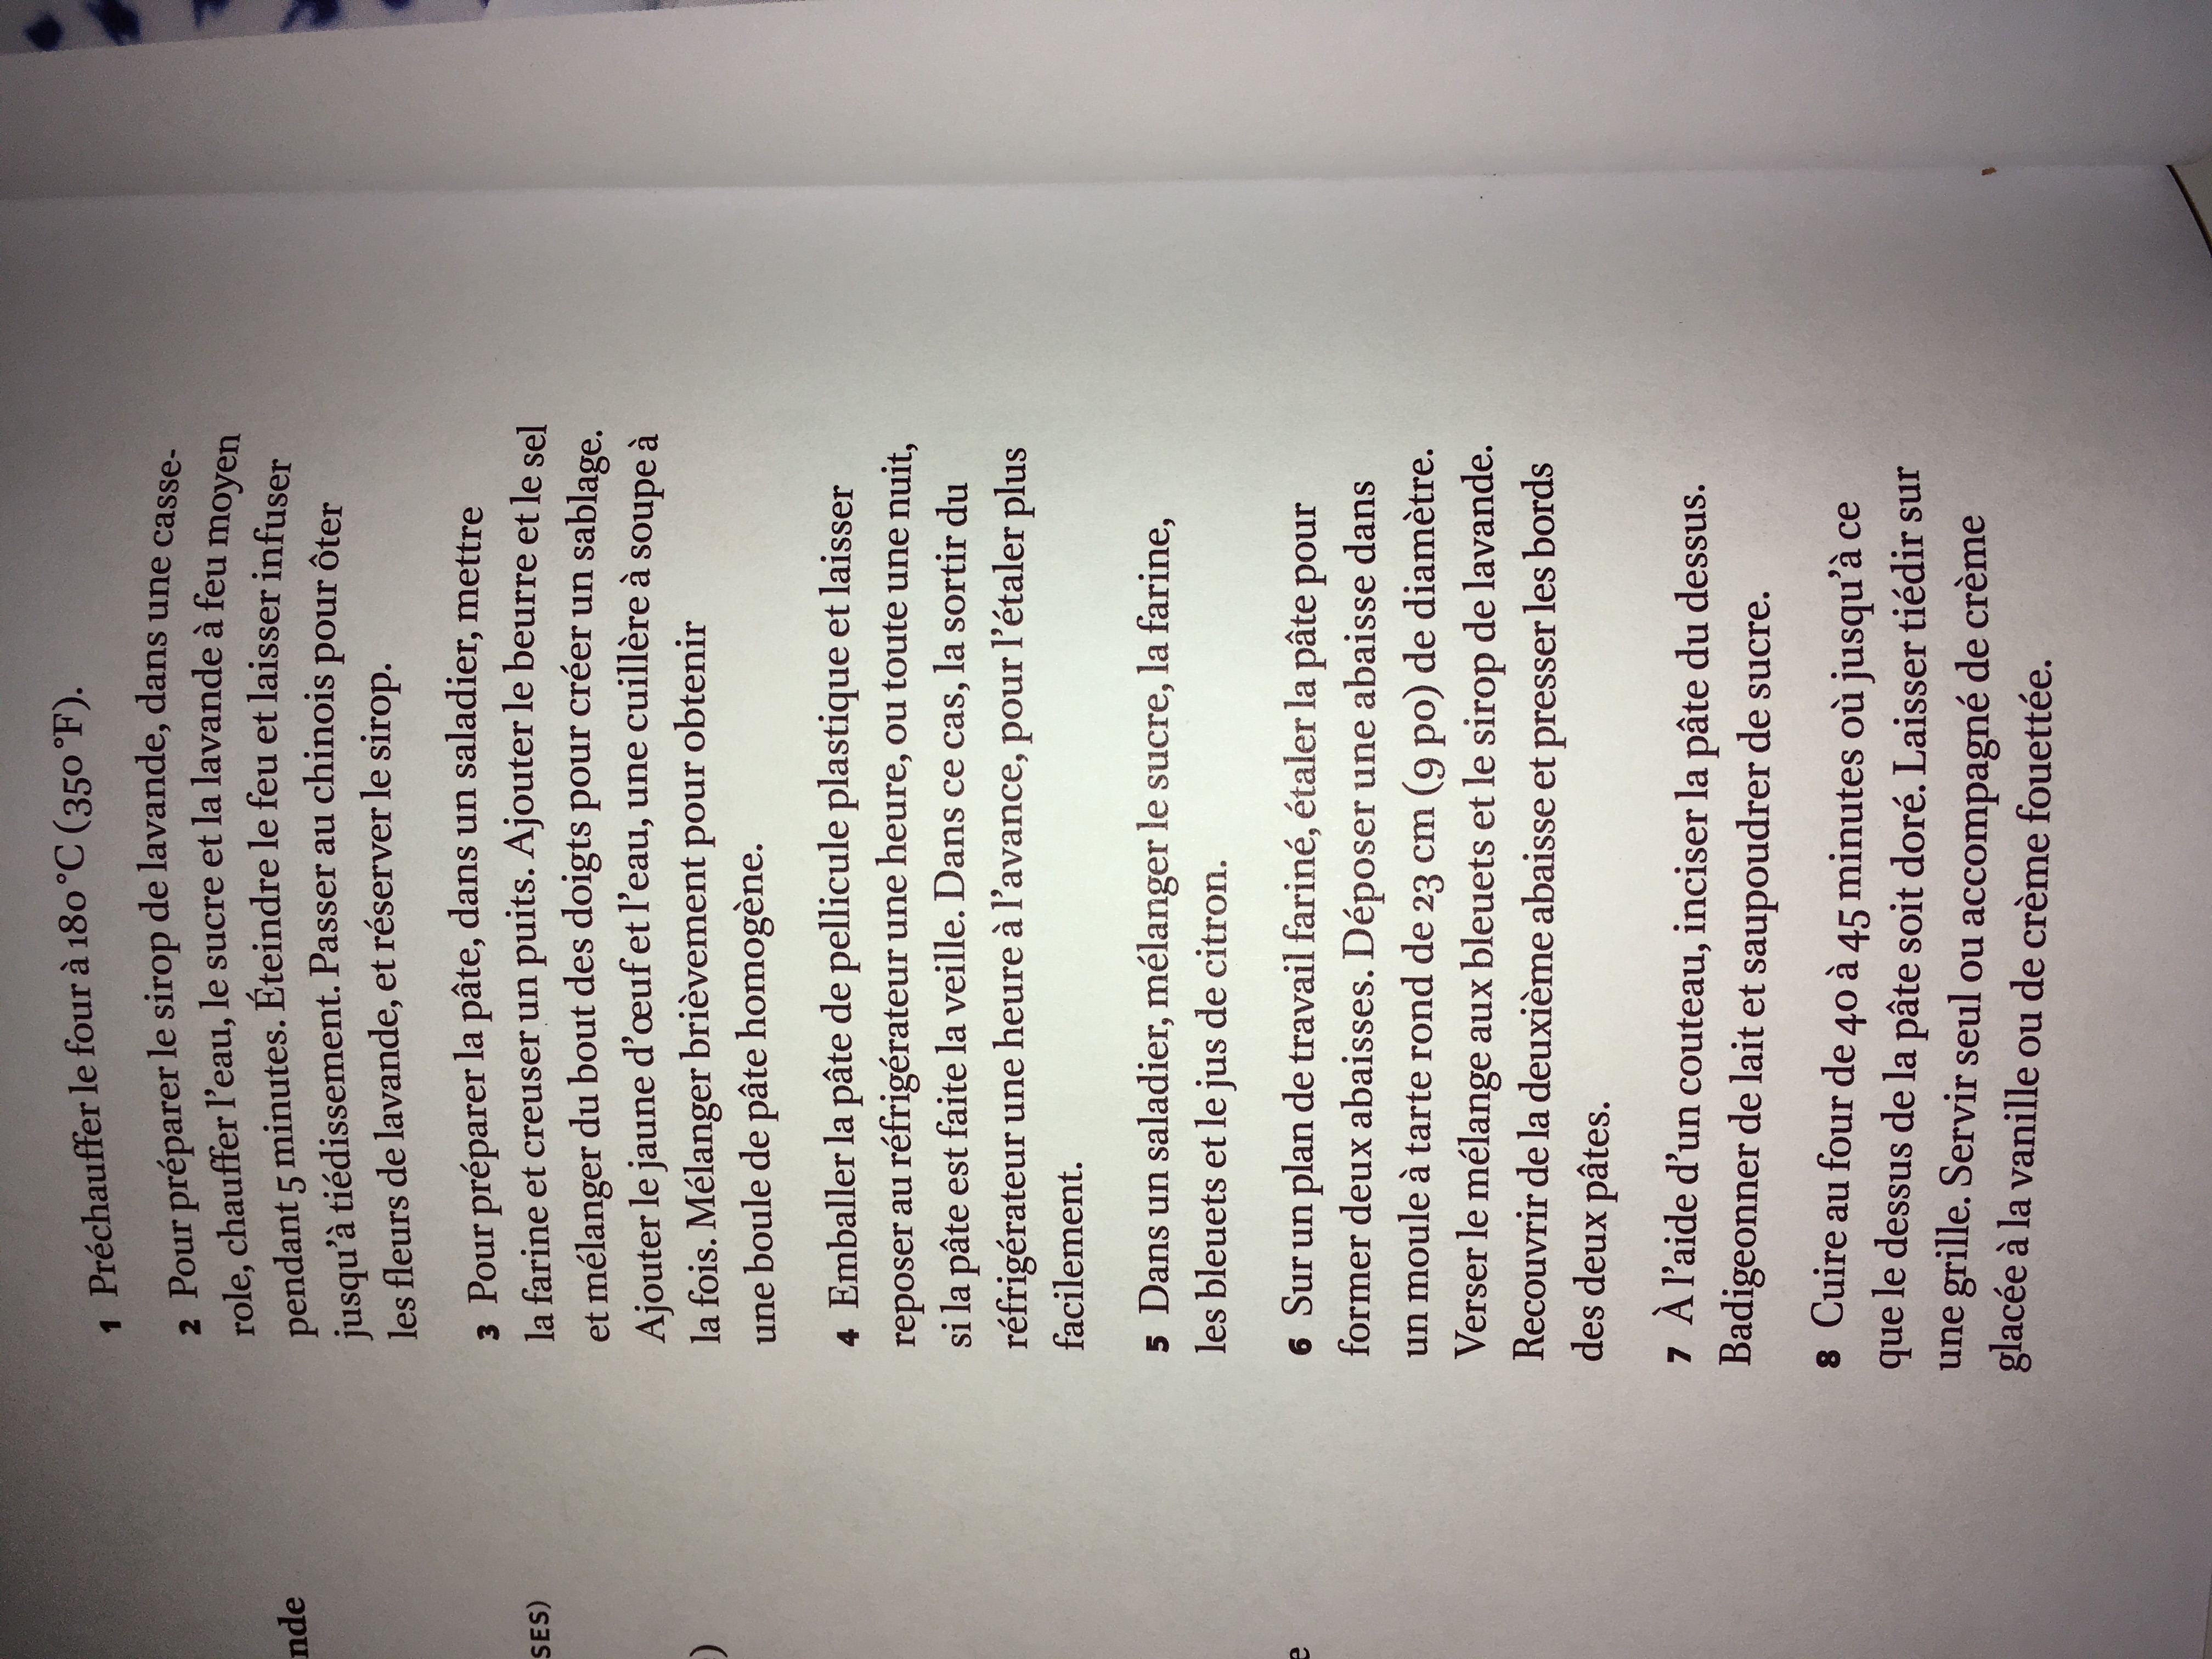 nde
SES)
)
e
1 Préchauffer le four à 180 °C (350 °F).
2 Pour préparer le sirop de lavande, dans une casse-
role, chauffer l’eau, le sucre et la lavande à feu moyen
pendant 5 minutes. Éteindre le feu et laisser infuser
jusqu’à tiédissement. Passer au chinois pour ôter
les fleurs de lavande, et réserver le sirop.
3 Pour préparer la pâte, dans un saladier, mettre
la farine et creuser un puits. Ajouter le beurre et le sel
et mélanger du bout des doigts pour créer un sablage.
Ajouter le jaune d’œuf et l’eau, une cuillère à soupe à
la fois. Mélanger brièvement pour obtenir
une boule de pâte homogène.
4 Emballer la pâte de pellicule plastique et laisser
reposer au réfrigérateur une heure, ou toute une nuit,
si la pâte est faite la veille. Dans ce cas, la sortir du
réfrigérateur une heure à l’avance, pour l’étaler plus
facilement.
5 Dans un saladier, mélanger le sucre, la farine,
les bleuets et le jus de citron.
6 Sur un plan de travail fariné, étaler la pâte pour
former deux abaisses. Déposer une abaisse dans
un moule à tarte rond de 23 cm (9 po) de diamètre.
Verser le mélange aux bleuets et le sirop de lavande.
Recouvrir de la deuxième abaisse et presser les bords
des deux pâtes.
7 À l’aide d’un couteau, inciser la pâte du dessus.
Badigeonner de lait et saupoudrer de sucre.
8 Cuire au four de 40 à 45 minutes où jusqu’à ce
que le dessus de la pâte soit doré. Laisser tiédir sur
une grille. Servir seul ou accompagné de crème
glacée à la vanille ou de crème fouettée.